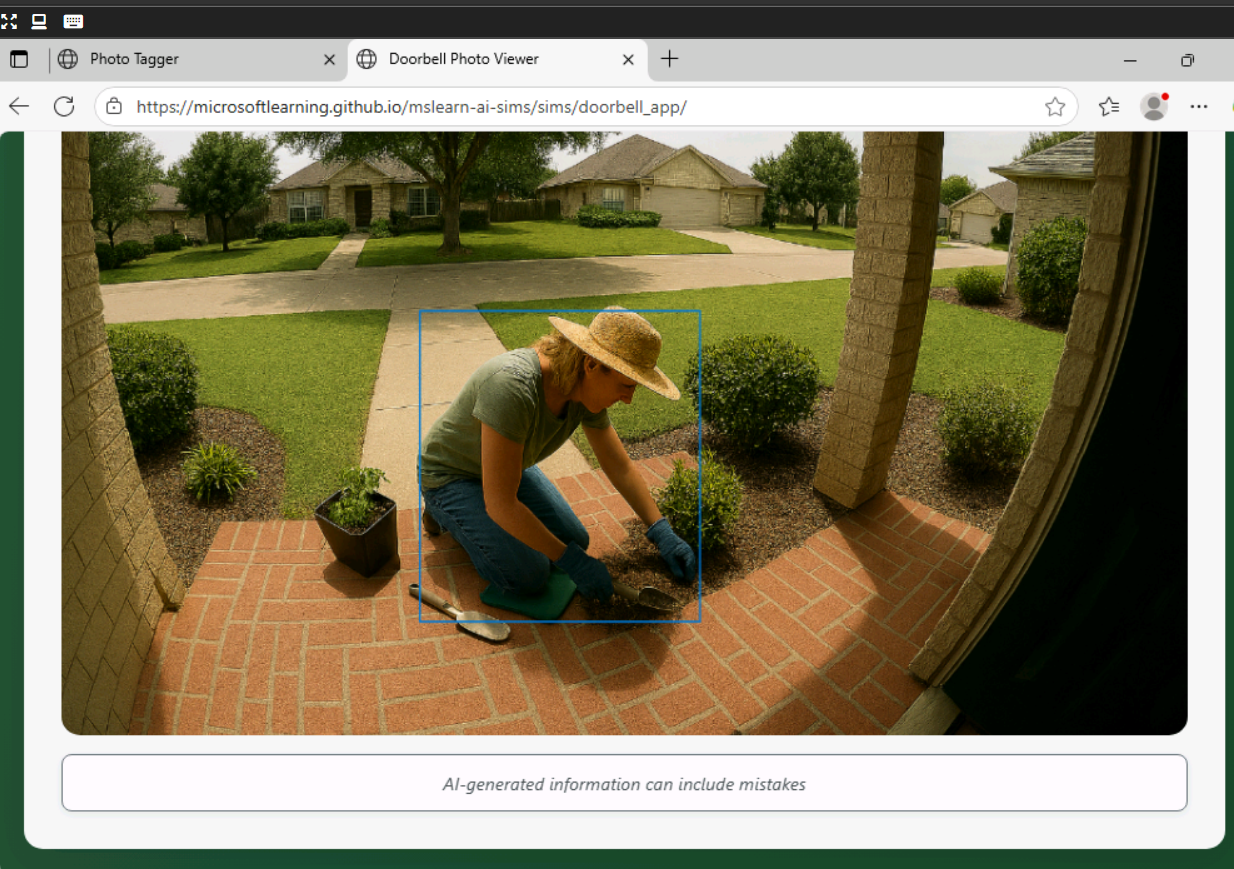 Photo Tagger
Doorbell Photo Viewer
https://microsoftlearning.github.io/mslearn-ai-sims/sims/doorbell_app/
AI-generated information can include mistakes